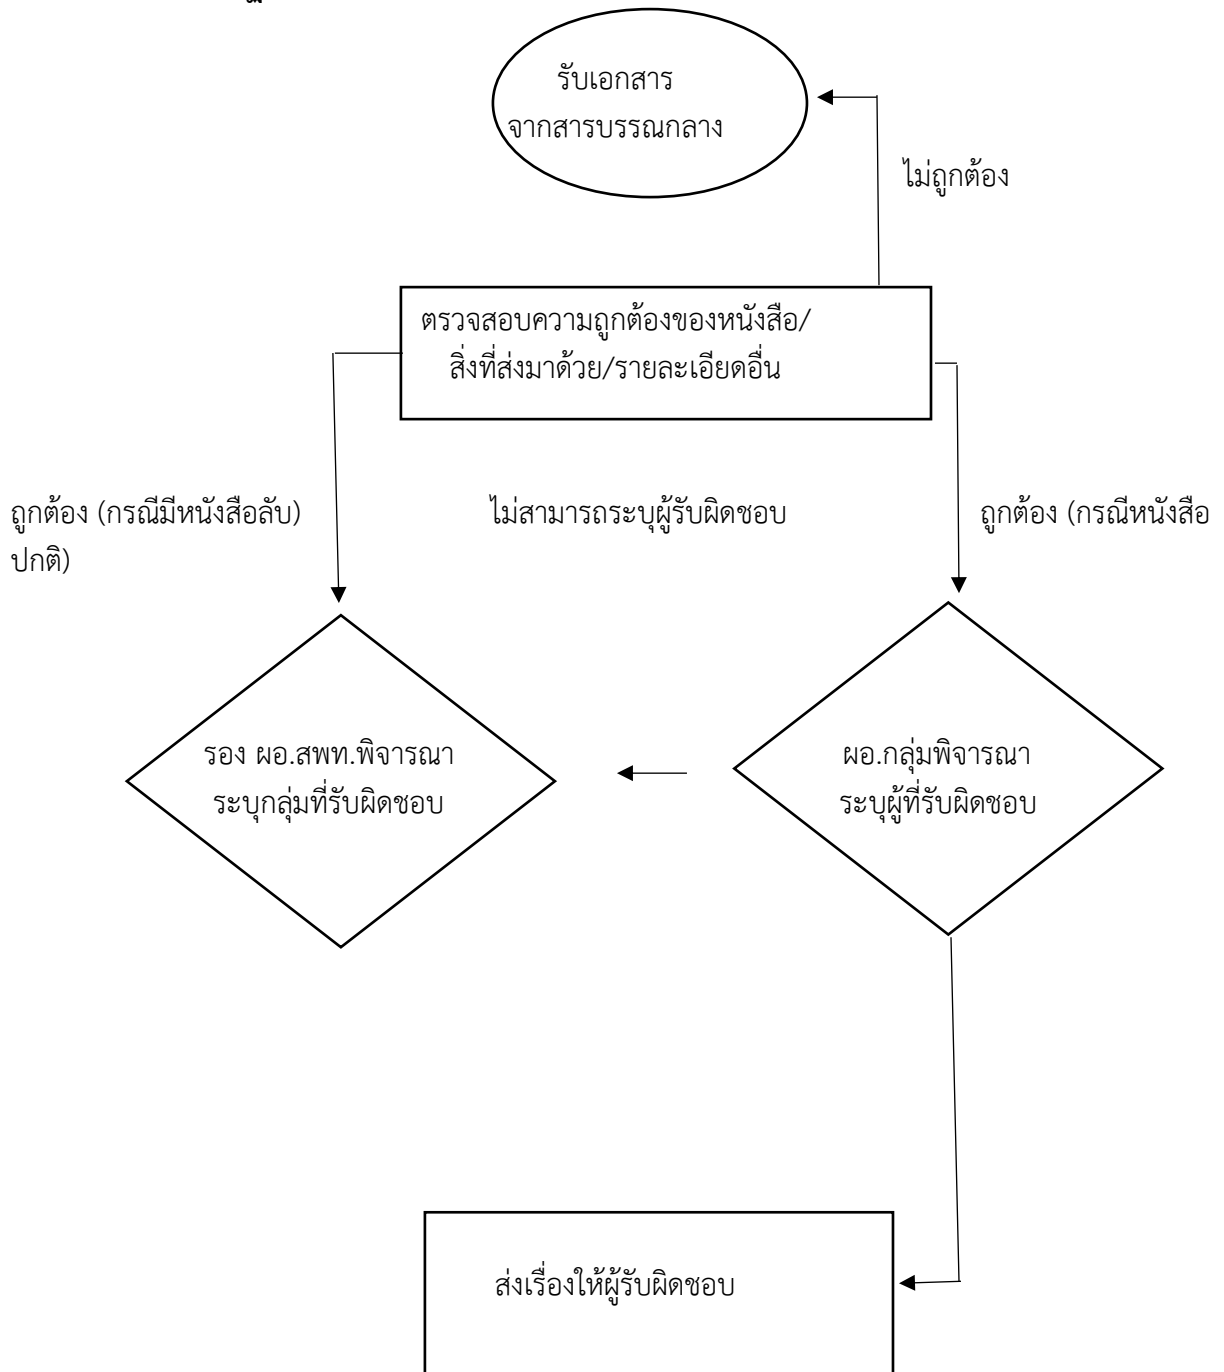 รับเอกสาร
จากสารบรรณกลาง
ไม่ถูกต้อง
ตรวจสอบความถูกต้องของหนังสือ/
สิ่งที่ส่งมาด้วย/รายละเอียดอื่น
ถูกต้อง (กรณีมีหนังสือลับ) ไม่สามารถระบุผู้รับผิดชอบ ถูกต้อง (กรณีหนังสือ
ปกติ)
รอง ผอ.สพท.พิจารณา
ระบุกลุ่มที่รับผิดชอบ
ผอ.กลุ่มพิจารณา
ระบุผู้ที่รับผิดชอบ
ส่งเรื่องให้ผู้รับผิดชอบ